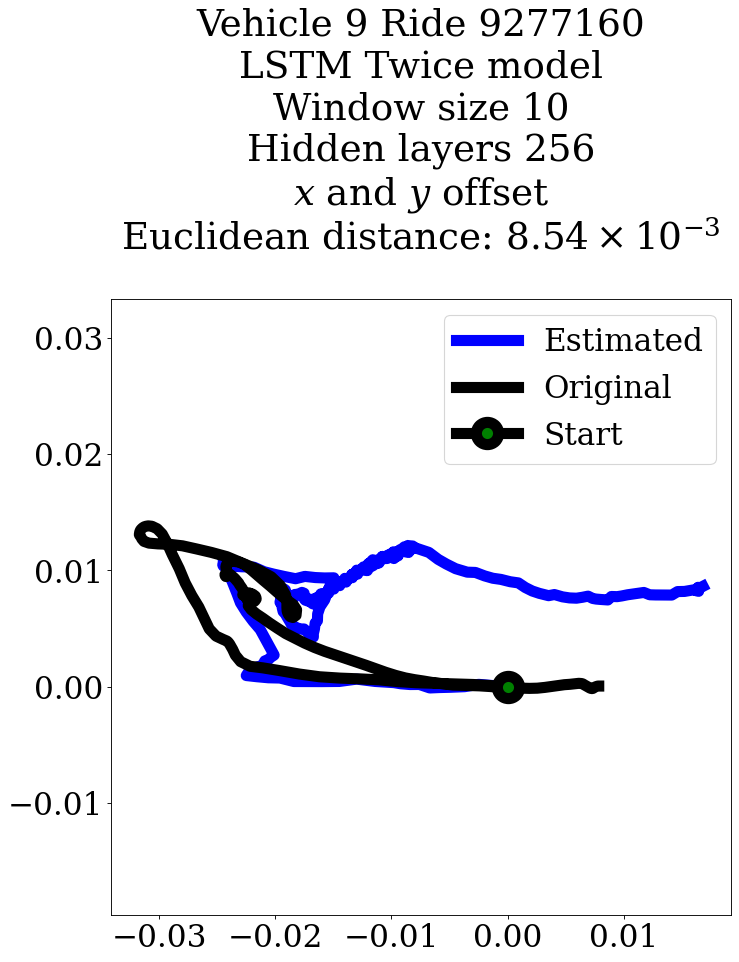 Vehicle 9 Ride 9277160
LSTM Twice model
Window size 10
Hidden layers 256
x and y offset
Euclidean distance: 8.54 × 10⁻³
Estimated
Original
Start
0.03
0.02
0.01
0.00
−0.01
−0.03 −0.02 −0.01 0.00 0.01